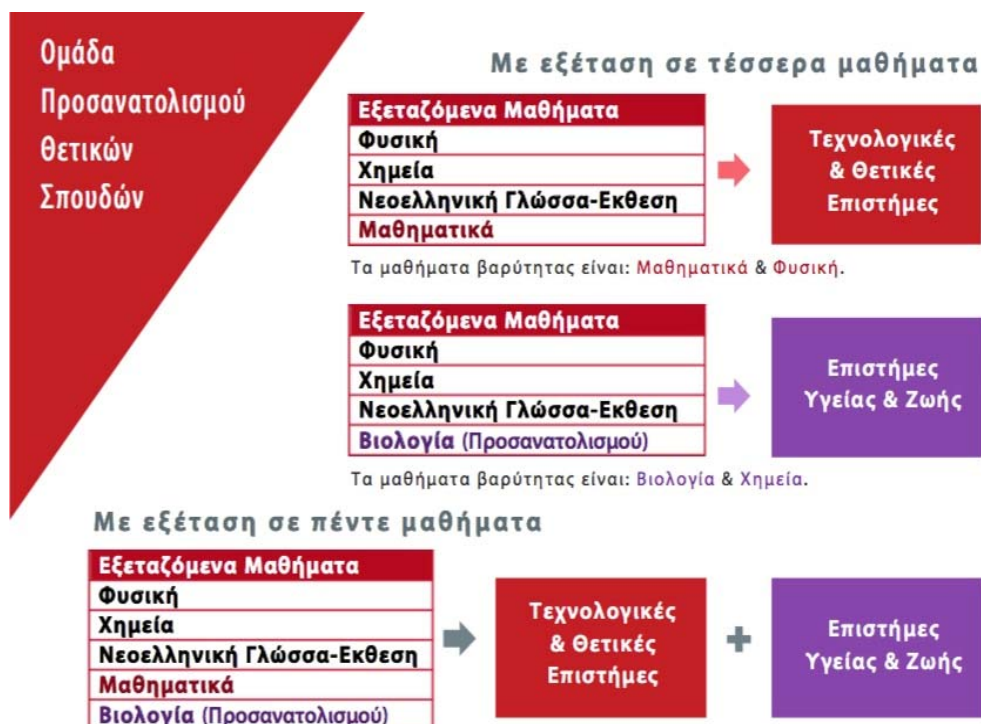 Ομάδα
Προσανατολισμού
Θετικών
Σπουδών
Με εξέταση σε τέσσερα μαθήματα
Εξεταζόμενα Μαθήματα
Φυσική
Χημεία
Νεοελληνική Γλώσσα-Εκθεση
Μαθηματικά
Τεχνολογικές
& Θετικές
Επιστήμες
Τα μαθήματα βαρύτητας είναι: Μαθηματικά & Φυσική.
Εξεταζόμενα Μαθήματα
Φυσική
Χημεία
Νεοελληνική Γλώσσα-Εκθεση
Βιολογία (Προσανατολισμού)
Επιστήμες
Υγείας & Ζωής
Τα μαθήματα βαρύτητας είναι: Βιολογία & Χημεία.
Με εξέταση σε πέντε μαθήματα
Εξεταζόμενα Μαθήματα
Φυσική
Χημεία
Νεοελληνική Γλώσσα-Εκθεση
Μαθηματικά
Βιολογία (Προσανατολισμού)
Τεχνολογικές
& Θετικές
Επιστήμες
+
Επιστήμες
Υγείας & Ζωής